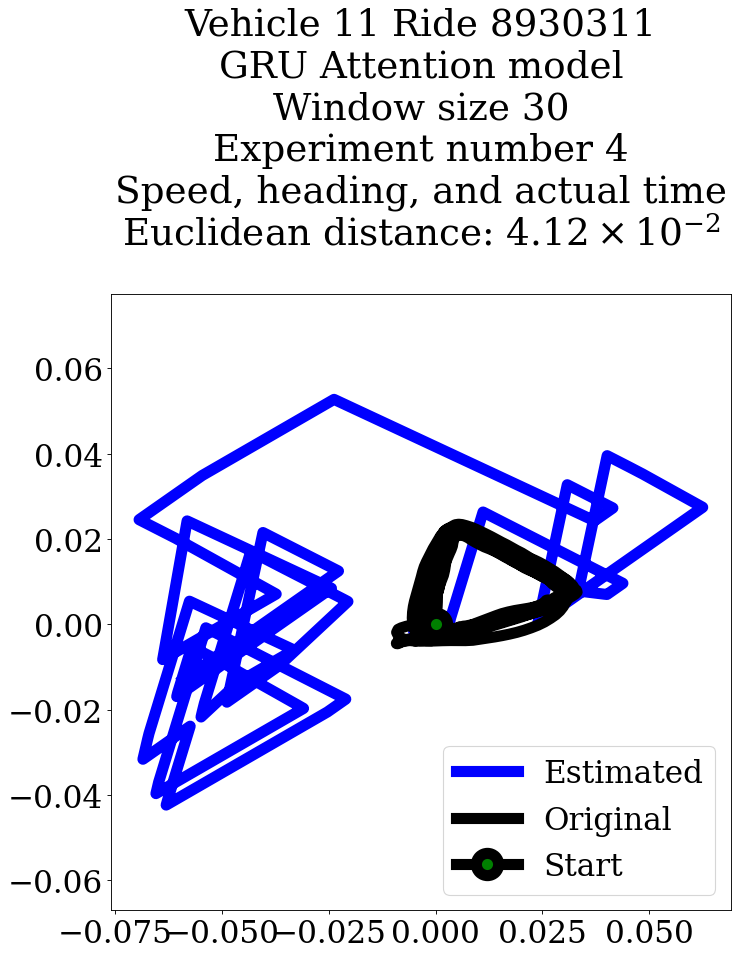 Vehicle 11 Ride 8930311
GRU Attention model
Window size 30
Experiment number 4
Speed, heading, and actual time
Euclidean distance: 4.12 × 10⁻²
0.06
0.04
0.02
0.00
−0.02
−0.04
−0.06
Estimated
Original
Start
−0.075 −0.050 −0.025 0.000 0.025 0.050